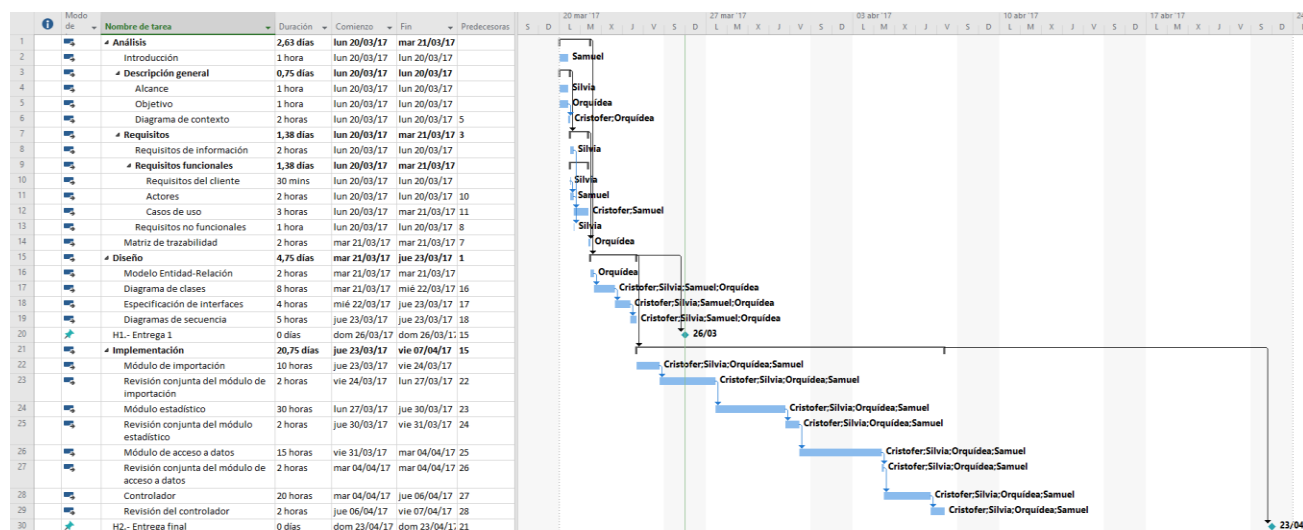 20 mar '17 27 mar '17 03 abr '17 10 abr '17 17 abr '17 24
Modo
de Nombre de tarea Duración Comienzo Fin Predecesoras S D L M X J V S D L M X J V S D L M X J V S D L M X J V S D L M X J V S D
1 Análisis 2,63 días lun 20/03/17 mar 21/03/17
2 Introducción 1 hora lun 20/03/17 lun 20/03/17 Samuel
3 Descripción general 0,75 días lun 20/03/17 lun 20/03/17
4 Alcance 1 hora lun 20/03/17 lun 20/03/17 Silvia
5 Objetivo 1 hora lun 20/03/17 lun 20/03/17 Orquídea
6 Diagrama de contexto 2 horas lun 20/03/17 lun 20/03/17 5 Cristofer;Orquídea
7 Requisitos 1,38 días lun 20/03/17 mar 21/03/17 3
8 Requisitos de información 2 horas lun 20/03/17 lun 20/03/17 Silvia
9 Requisitos funcionales 1,38 días lun 20/03/17 mar 21/03/17
10 Requisitos del cliente 30 mins lun 20/03/17 lun 20/03/17 Silvia
11 Actores 2 horas lun 20/03/17 lun 20/03/17 10 Samuel
12 Casos de uso 3 horas lun 20/03/17 mar 21/03/17 11 Cristofer;Samuel
13 Requisitos no funcionales 1 hora lun 20/03/17 lun 20/03/17 8 Silvia
14 Matriz de trazabilidad 2 horas mar 21/03/17 mar 21/03/17 7 Orquídea
15 Diseño 4,75 días mar 21/03/17 jue 23/03/17 1
16 Modelo Entidad-Relación 2 horas mar 21/03/17 mar 21/03/17 Orquídea
17 Diagrama de clases 8 horas mar 21/03/17 mié 22/03/17 16 Cristofer;Silvia;Samuel;Orquídea
18 Especificación de interfaces 4 horas mié 22/03/17 jue 23/03/17 17 Cristofer;Silvia;Samuel;Orquídea
19 Diagramas de secuencia 5 horas jue 23/03/17 jue 23/03/17 18 Cristofer;Silvia;Samuel;Orquídea
20 H1.- Entrega 1 0 días dom 26/03/17 dom 26/03/17 15 26/03
21 Implementación 20,75 días jue 23/03/17 vie 07/04/17 15
22 Módulo de importación 10 horas jue 23/03/17 vie 24/03/17 Cristofer;Silvia;Orquídea;Samuel
23 Revisión conjunta del módulo de 2 horas vie 24/03/17 lun 27/03/17 22 Cristofer;Silvia;Orquídea;Samuel
importación
24 Módulo estadístico 30 horas lun 27/03/17 jue 30/03/17 23 Cristofer;Silvia;Orquídea;Samuel
25 Revisión conjunta del módulo 2 horas jue 30/03/17 vie 31/03/17 24 Cristofer;Silvia;Orquídea;Samuel
estadístico
26 Módulo de acceso a datos 15 horas vie 31/03/17 mar 04/04/17 25 Cristofer;Silvia;Orquídea;Samuel
27 Revisión conjunta del módulo de 2 horas mar 04/04/17 mar 04/04/17 26 Cristofer;Silvia;Orquídea;Samuel
acceso a datos
28 Controlador 20 horas mar 04/04/17 jue 06/04/17 27 Cristofer;Silvia;Orquídea;Samuel
29 Revisión del controlador 2 horas jue 06/04/17 vie 07/04/17 28 Cristofer;Silvia;Orquídea;Samuel
30 H2.- Entrega final 0 días dom 23/04/17 dom 23/04/17 21 23/04